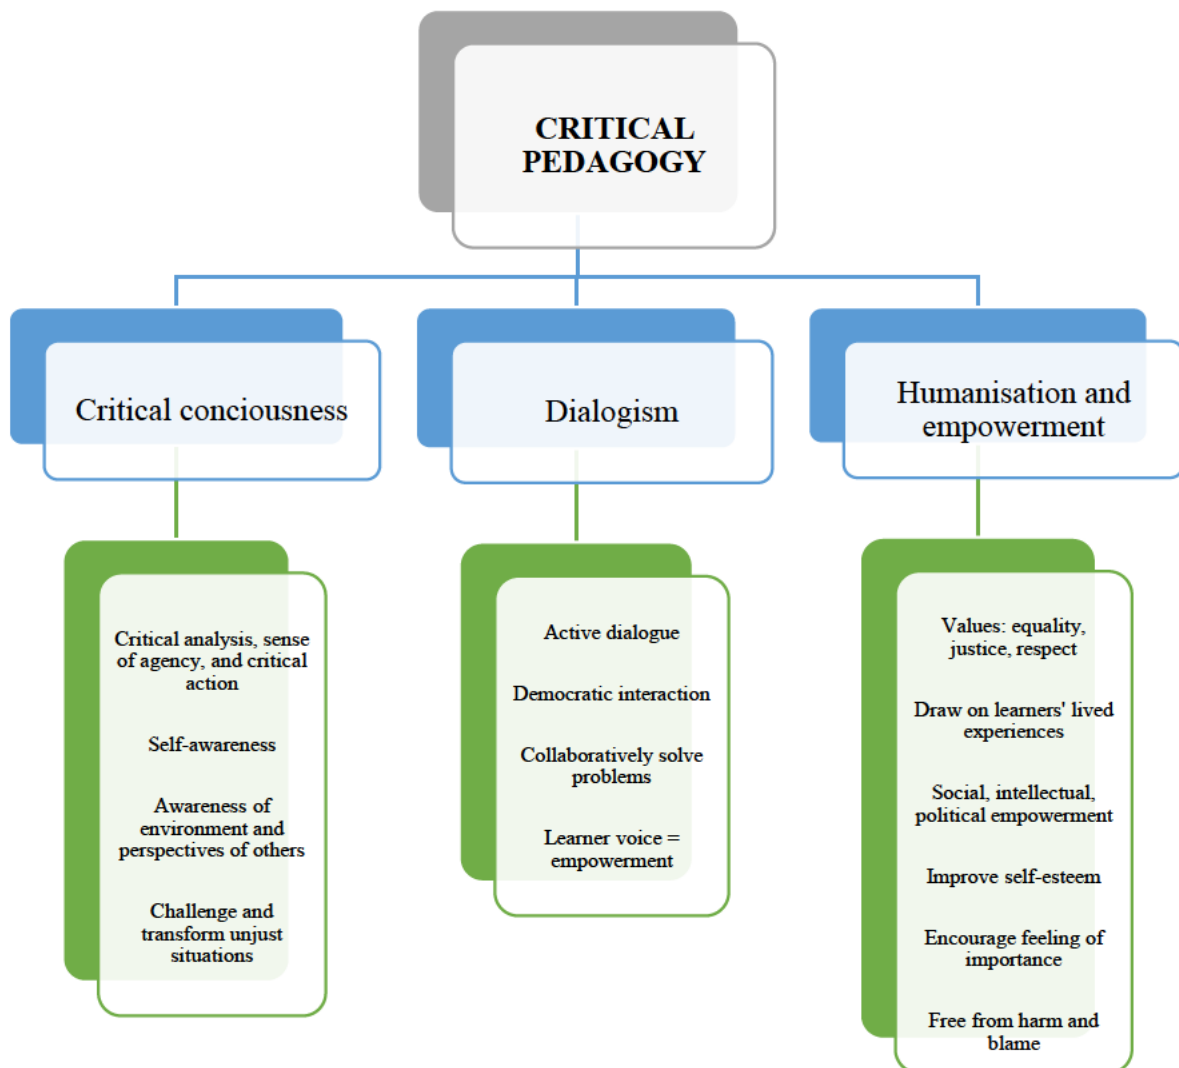 CRITICAL
PEDAGOGY
Critical conciousness
Dialogism
Humanisation and
empowerment
Critical analysis, sense
of agency, and critical
action
Self-awareness
Awareness of
environment and
perspectives of others
Challenge and
transform unjust
situations
Active dialogue
Democratic interaction
Collaboratively solve
problems
Learner voice =
empowerment
Values: equality,
justice, respect
Draw on learners' lived
experiences
Social, intellectual,
political empowerment
Improve self-esteem
Encourage feeling of
importance
Free from harm and
blame